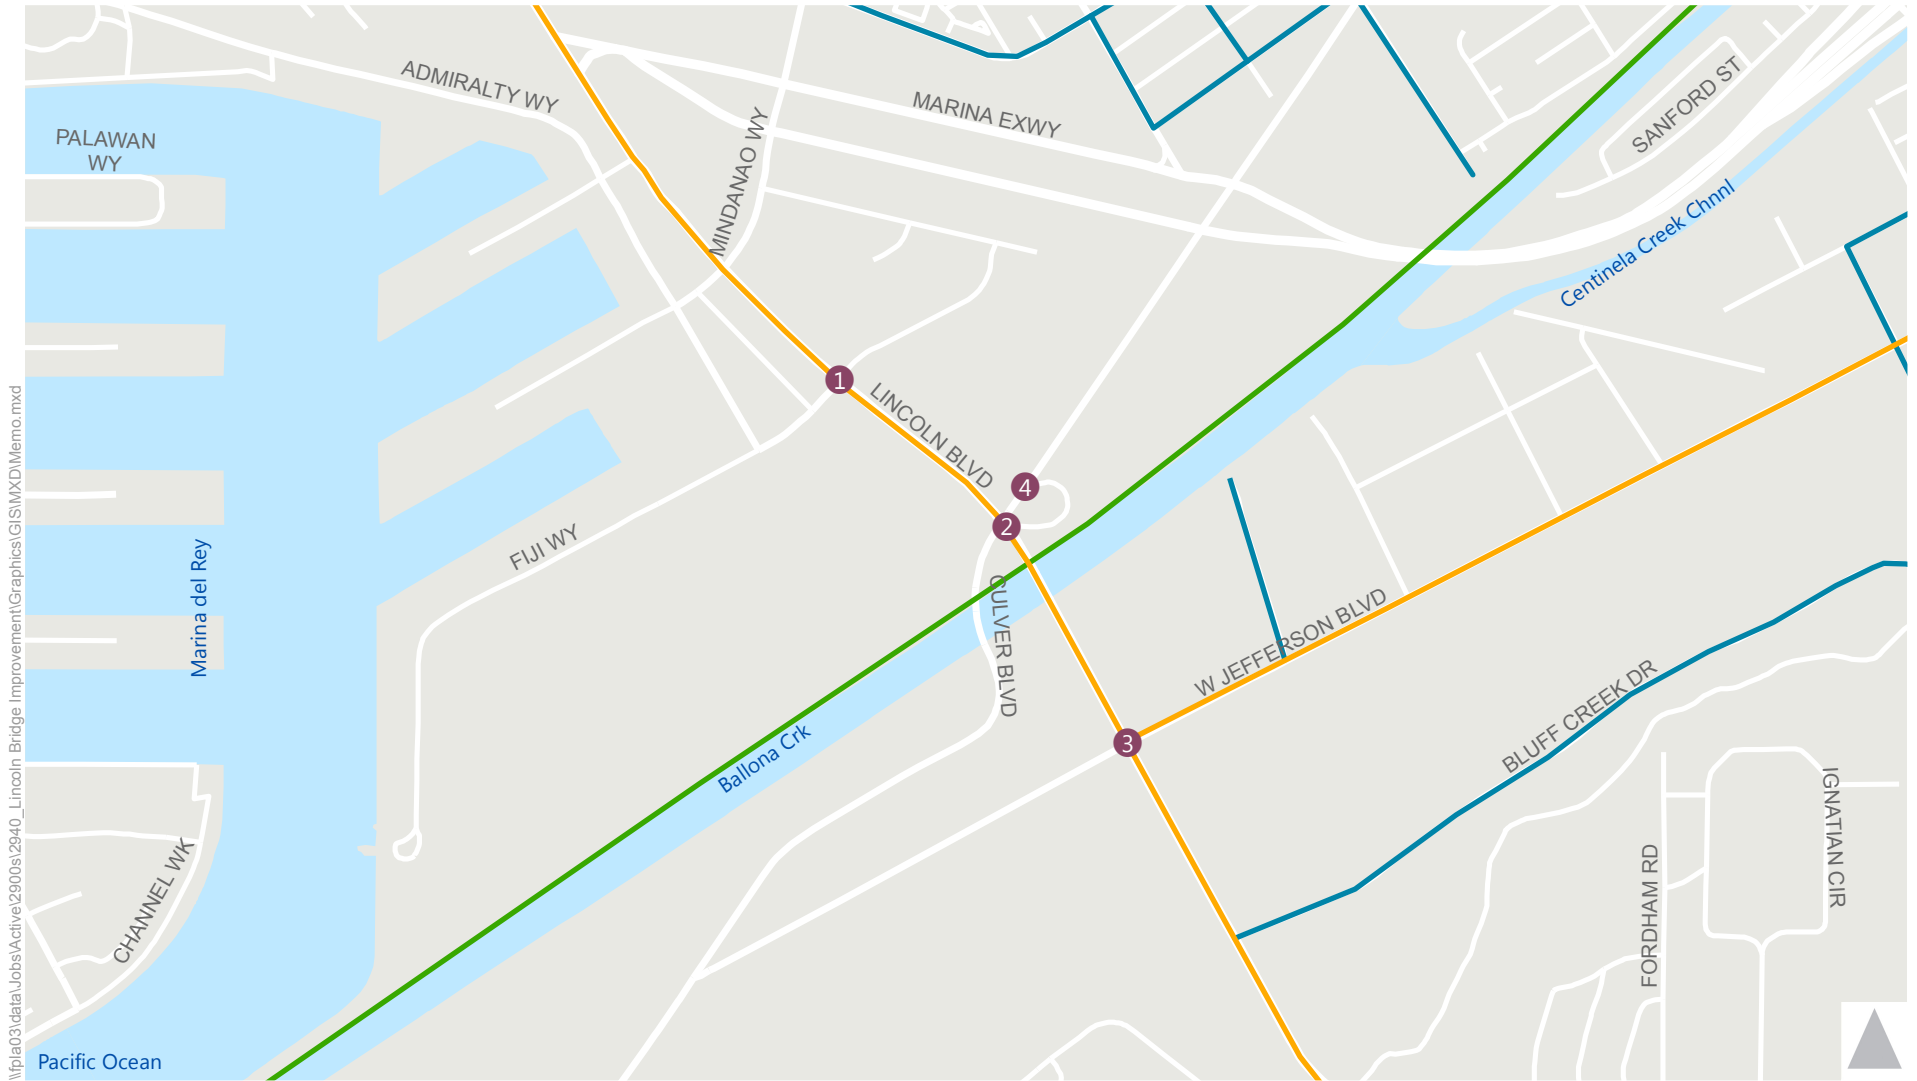 ADMIRALTY WY
MARINA EXWY
SANFORD ST
PALAWAN
WY
MINDANAO WY
Centinela Creek Chnnl
1
LINCOLN BLVD
4
2
FIJI WY
Marina del Rey
CULVER BLVD
W JEFFERSON BLVD
3
BLUFF CREEK DR
Ballona Crk
IGNATIAN CIR
FORDHAM RD
CHANNEL WK
Pacific Ocean
\\fpla03\data\Jobs\Active\2900s\2940_Lincoln Bridge Improvement\Graphics\GIS\MXD\Memo.mxd